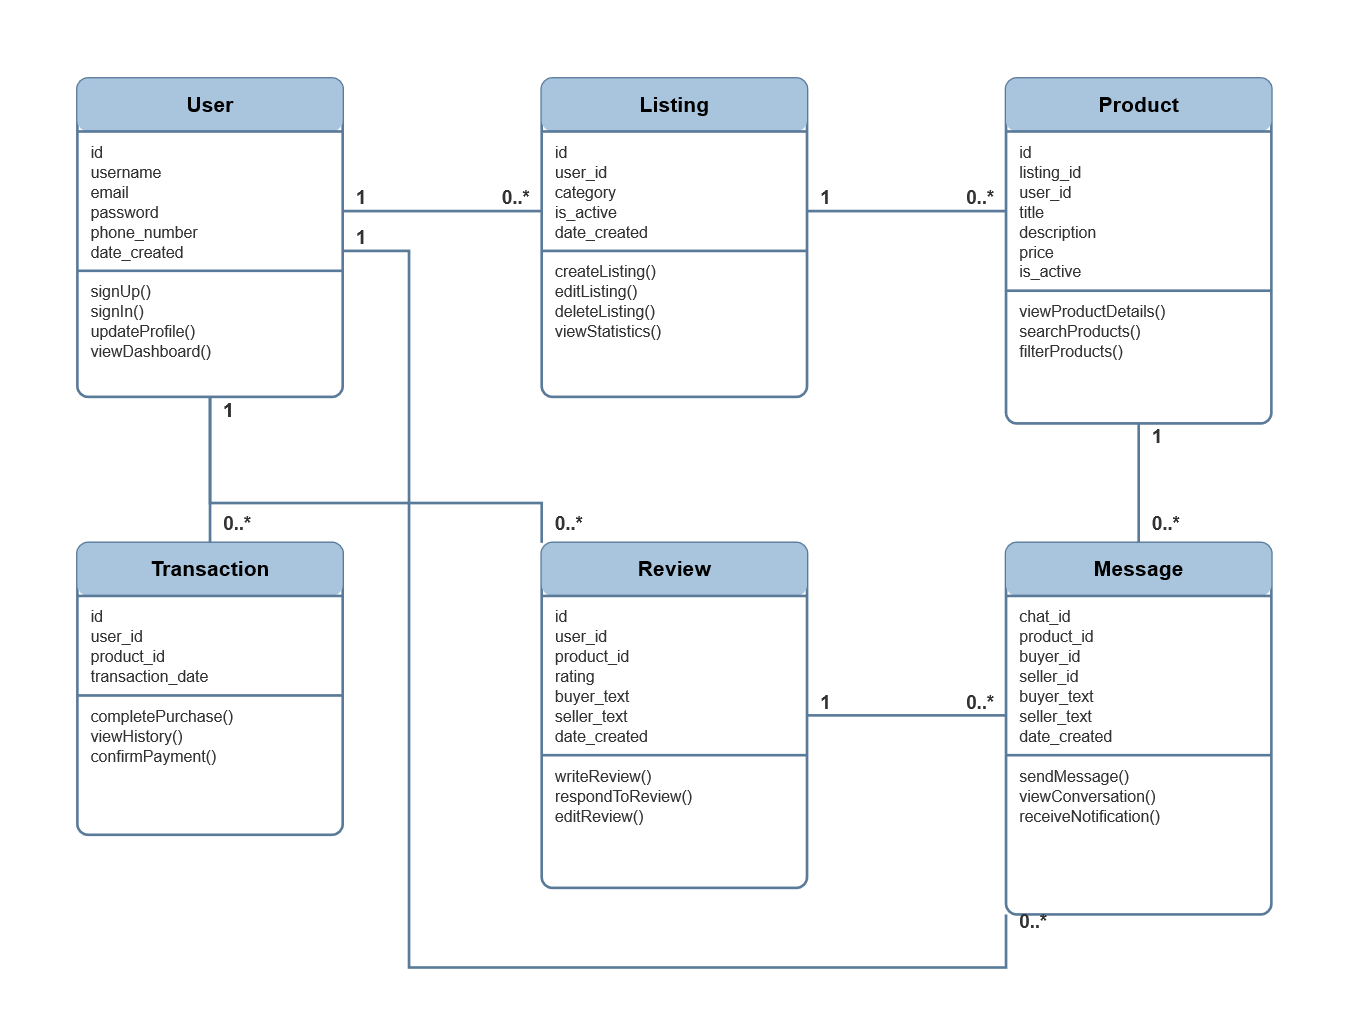 User
id
username
email
password
phone_number
date_created
signUp()
signIn()
updateProfile()
viewDashboard()
1
0..*
1
Listing
id
user_id
category
is_active
date_created
createListing()
editListing()
deleteListing()
viewStatistics()
1
0..*
Product
id
listing_id
user_id
title
description
price
is_active
viewProductDetails()
searchProducts()
filterProducts()
1
1
0..*
0..*
0..*
Transaction
id
user_id
product_id
transaction_date
completePurchase()
viewHistory()
confirmPayment()
Review
id
user_id
product_id
rating
buyer_text
seller_text
date_created
writeReview()
respondToReview()
editReview()
1
0..*
Message
chat_id
product_id
buyer_id
seller_id
buyer_text
seller_text
date_created
sendMessage()
viewConversation()
receiveNotification()
0..*